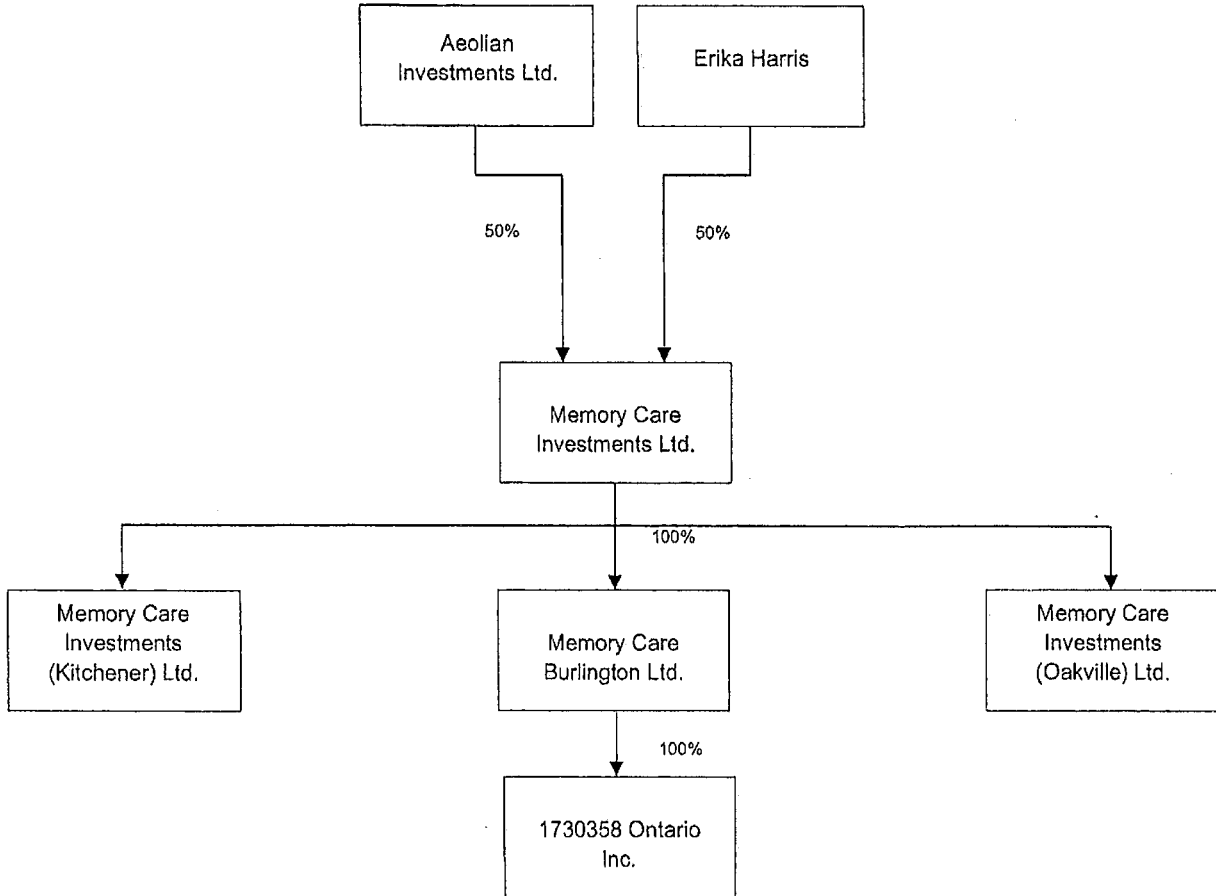 Aeolian
Investments Ltd.
Erika Harris
50%
50%
Memory Care
Investments Ltd.
100%
Memory Care
Investments
(Kitchener) Ltd.
Memory Care
Burlington Ltd.
Memory Care
Investments
(Oakville) Ltd.
100%
1730358 Ontario
Inc.